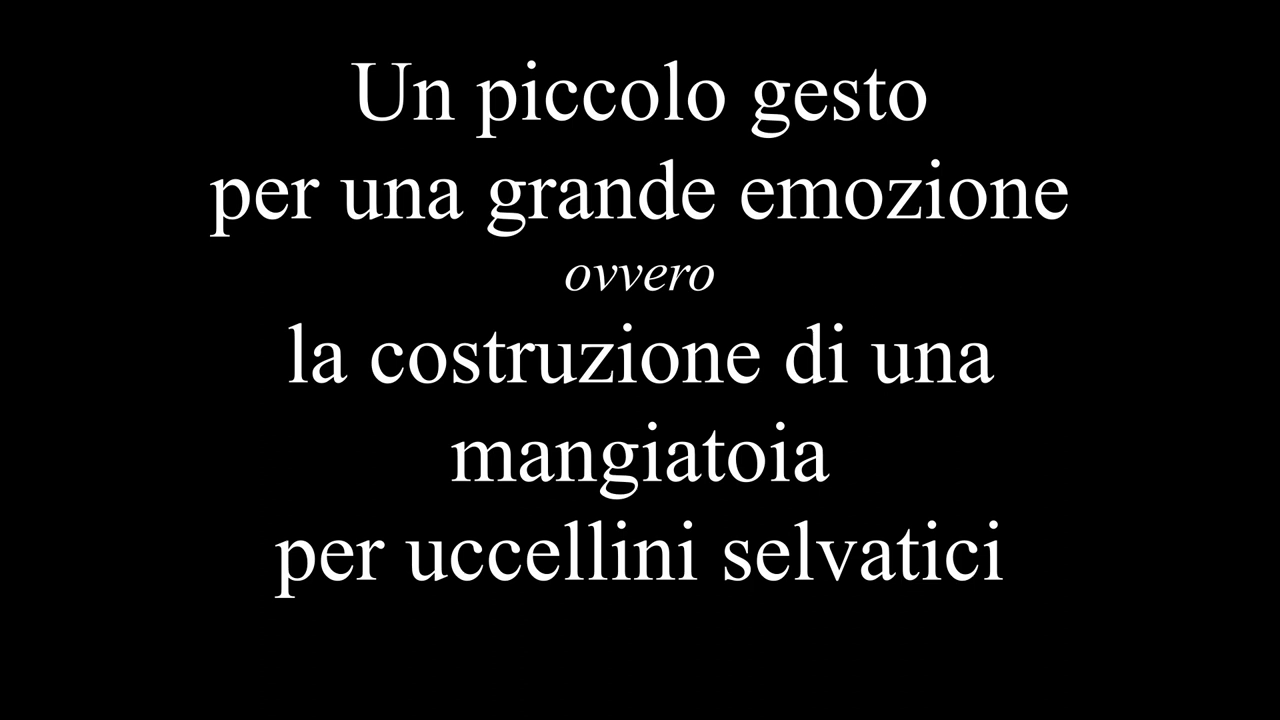 Un piccolo gesto
per una grande emozione
ovvero
la costruzione di una
mangiatoia
per uccellini selvatici